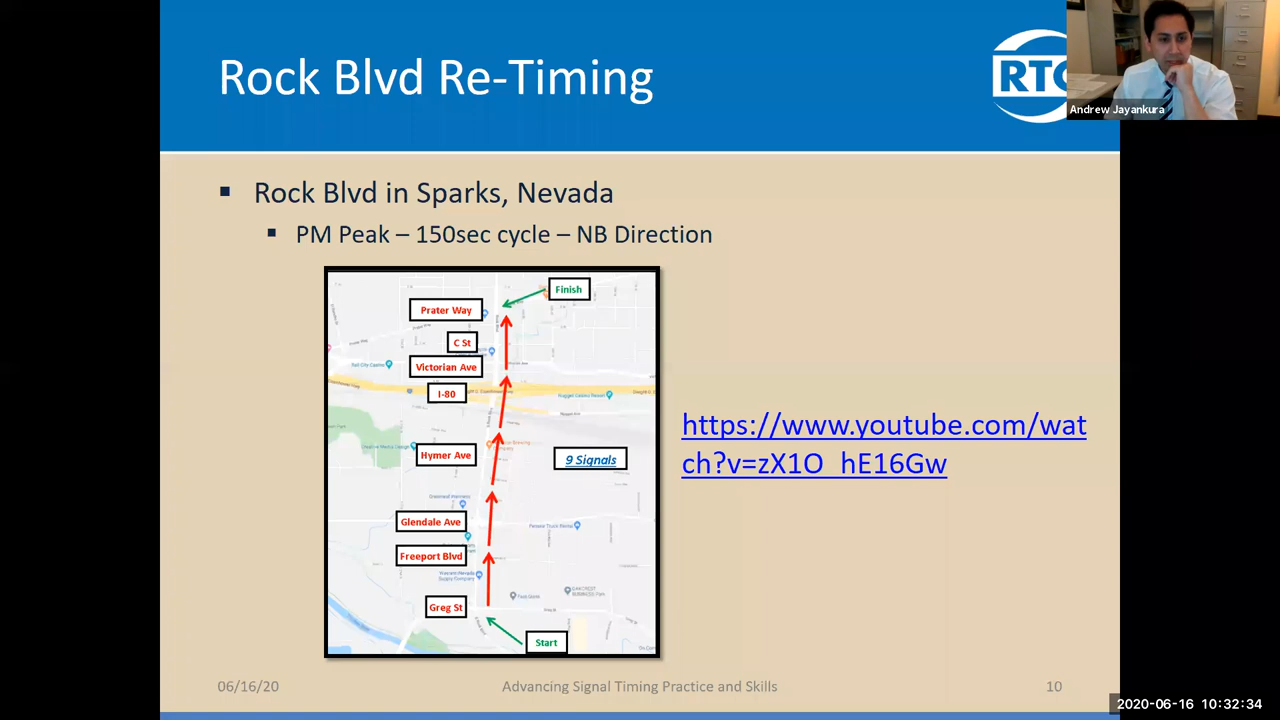 Rock Blvd Re-Timing
RTC
Andrew Jayankura
Rock Blvd in Sparks, Nevada
PM Peak – 150sec cycle – NB Direction
Finish
Prater Way
C St
Victorian Ave
I-80
Hymer Ave
9 Signals
Glendale Ave
Freeport Blvd
Greg St
Start
https://www.youtube.com/wat
ch?v=zX1O_hE16Gw
06/16/20
Advancing Signal Timing Practice and Skills
10
2020-06-16 10:32:34